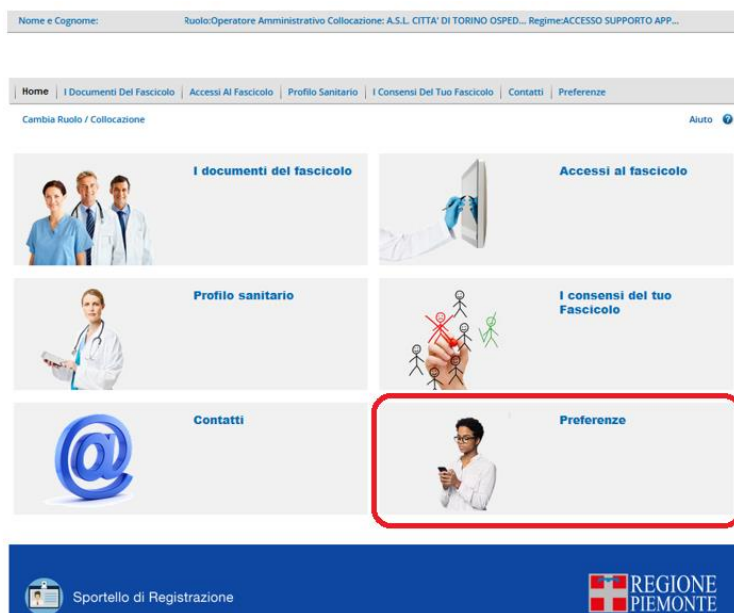 Nome e Cognome: Ruolo:Operatore Amministrativo Collocazione: A.S.L. CITTA' DI TORINO OSPED... Regime:ACCESSO SUPPORTO APP...
Home | I Documenti Del Fascicolo | Accessi Al Fascicolo | Profilo Sanitario | I Consensi Del Tuo Fascicolo | Contatti | Preferenze
Cambia Ruolo / Collocazione Aiuto ?
I documenti del fascicolo
Accessi al fascicolo
Profilo sanitario
I consensi del tuo
Fascicolo
Contatti
Preferenze
Sportello di Registrazione
REGIONE
PIEMONTE